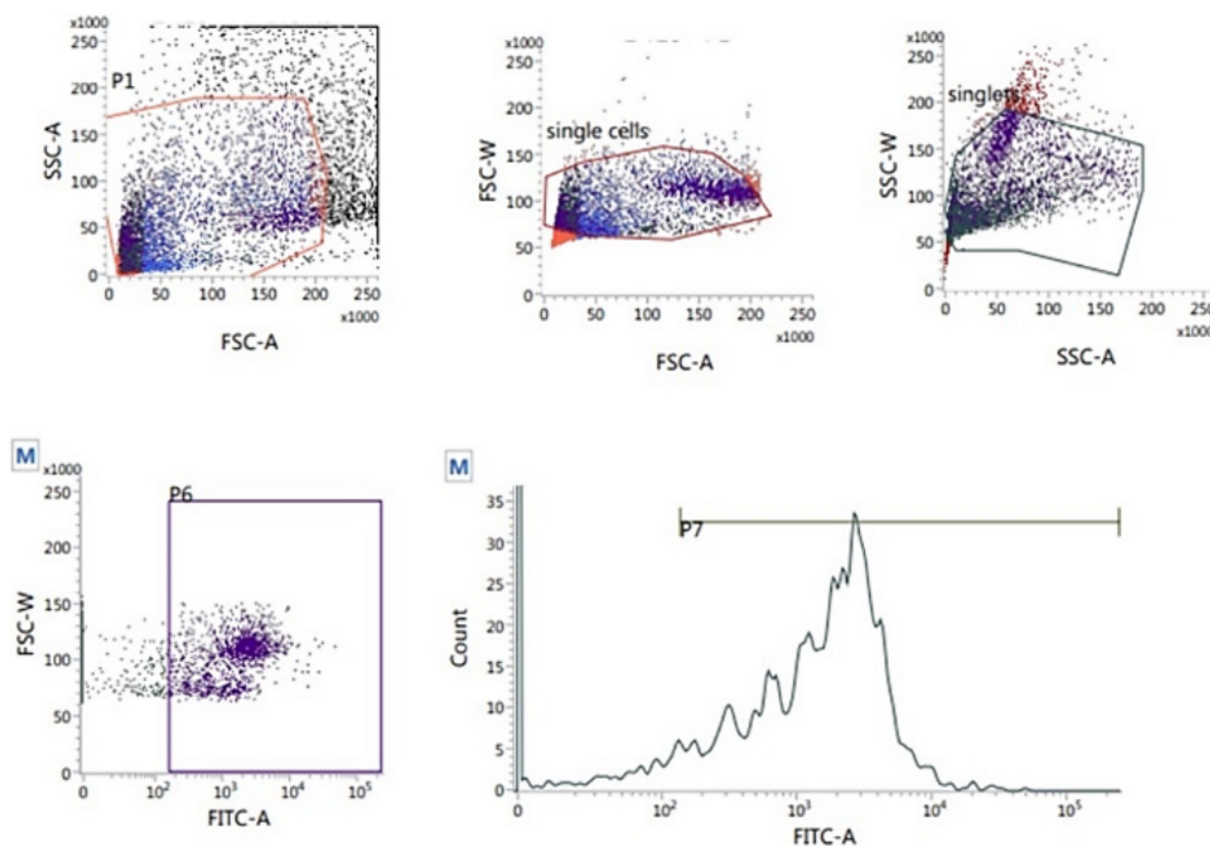 x1000
250
200
150
100
50
0
SSC-A
P1
0 50 100 150 200 250
x1000
FSC-A
x1000
250
200
150
100
50
0
FSC-W
single cells
0 50 100 150 200 250
x1000
FSC-A
x1000
250
200
150
100
50
0
SSC-W
singlets
0 50 100 150 200 250
x1000
SSC-A
M
x1000
250
200
150
100
50
0
FSC-W
P6
0 10² 10³ 10⁴ 10⁵
FITC-A
M
35
30
25
20
15
10
5
0
Count
P7
0 10² 10³ 10⁴ 10⁵
FITC-A